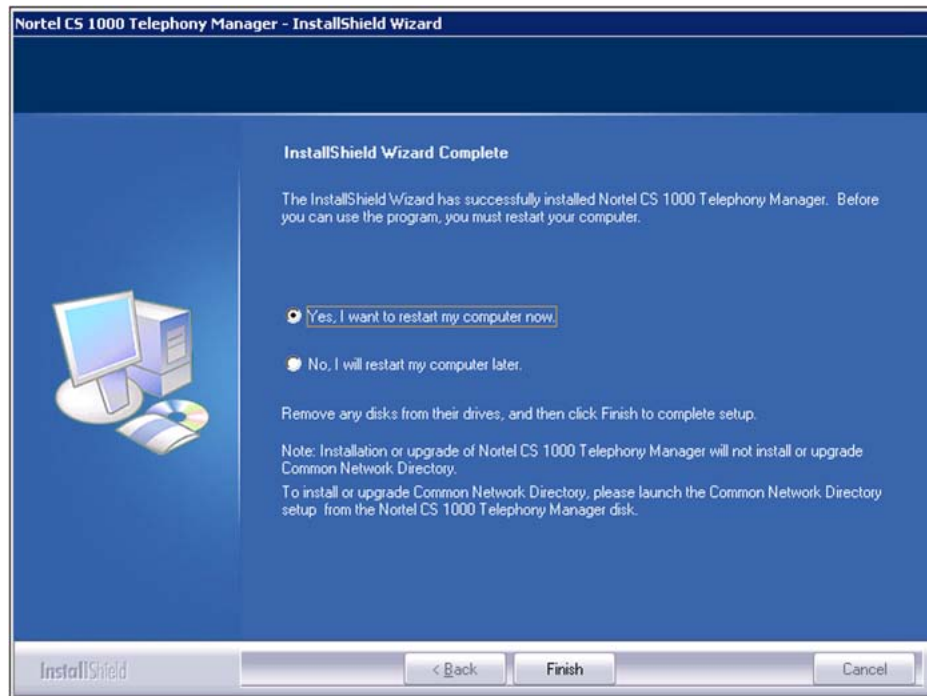 Nortel CS 1000 Telephony Manager - InstallShield Wizard
InstallShield Wizard Complete
The InstallShield Wizard has successfully installed Nortel CS 1000 Telephony Manager. Before
you can use the program, you must restart your computer.
Yes, I want to restart my computer now.
No, I will restart my computer later.
Remove any disks from their drives, and then click Finish to complete setup.
Note: Installation or upgrade of Nortel CS 1000 Telephony Manager will not install or upgrade
Common Network Directory.
To install or upgrade Common Network Directory, please launch the Common Network Directory
setup from the Nortel CS 1000 Telephony Manager disk.
InstallShield
< Back
Finish
Cancel